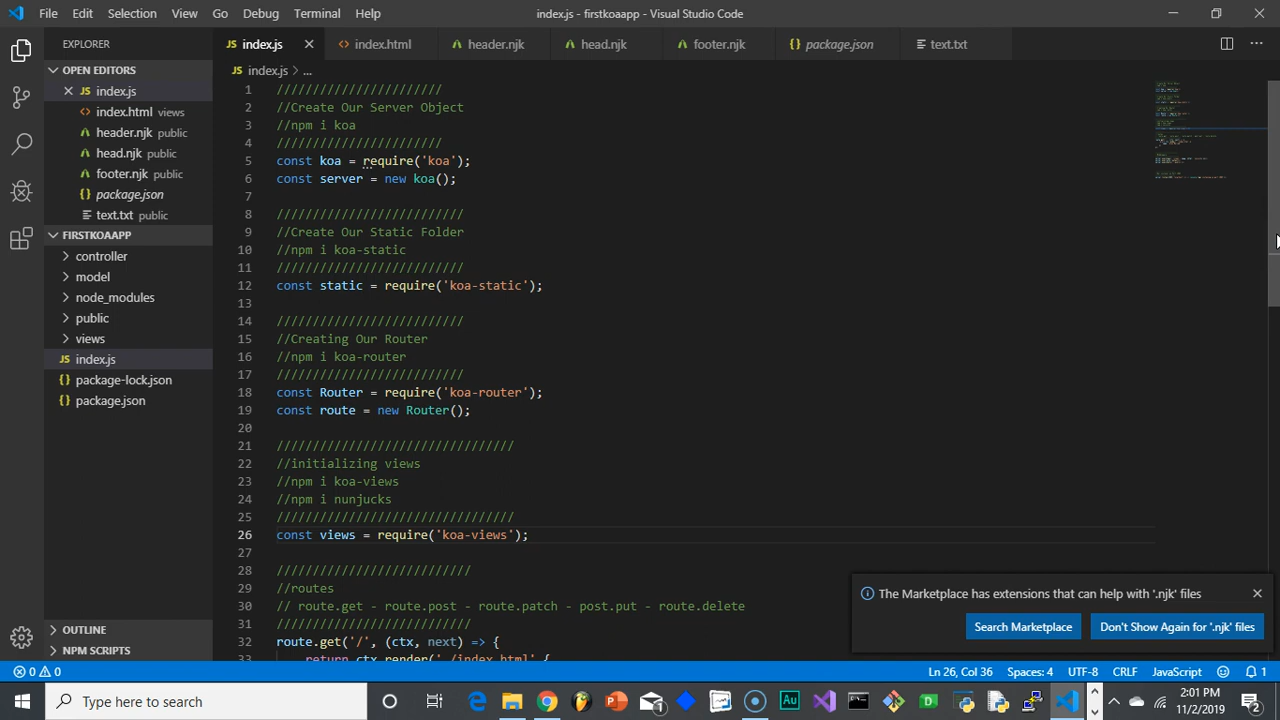 File Edit Selection View Go Debug Terminal Help index.js - firstkoaapp - Visual Studio Code
EXPLORER
OPEN EDITORS
index.js
index.html views
header.njk public
head.njk public
footer.njk public
package.json
text.txt public
FIRSTKOAAPP
controller
model
node_modules
public
views
index.js
package-lock.json
package.json
OUTLINE
NPM SCRIPTS
index.js index.html header.njk head.njk footer.njk package.json text.txt
index.js > ...
1 ///////////////////////
2 //Create Our Server Object
3 //npm i koa
4 ///////////////////////
5 const koa = require('koa');
6 const server = new koa();
7
8 //////////////////////////
9 //Create Our Static Folder
10 //npm i koa-static
11 //////////////////////////
12 const static = require('koa-static');
13
14 //////////////////////////
15 //Creating Our Router
16 //npm i koa-router
17 //////////////////////////
18 const Router = require('koa-router');
19 const route = new Router();
20
21 /////////////////////////////////
22 //initializing views
23 //npm i koa-views
24 //npm i nunjucks
25 /////////////////////////////////
26 const views = require('koa-views');
27
28 ///////////////////////////
29 //routes
30 // route.get - route.post - route.patch - post.put - route.delete
31 ///////////////////////////
32 route.get('/', (ctx, next) => {
33 return ctx.render('./index.html', {
The Marketplace has extensions that can help with '.njk' files
Search Marketplace Don't Show Again for '.njk' files
0 0 Ln 26, Col 36 Spaces: 4 UTF-8 CRLF JavaScript 1
Type here to search
2:01 PM
11/2/2019